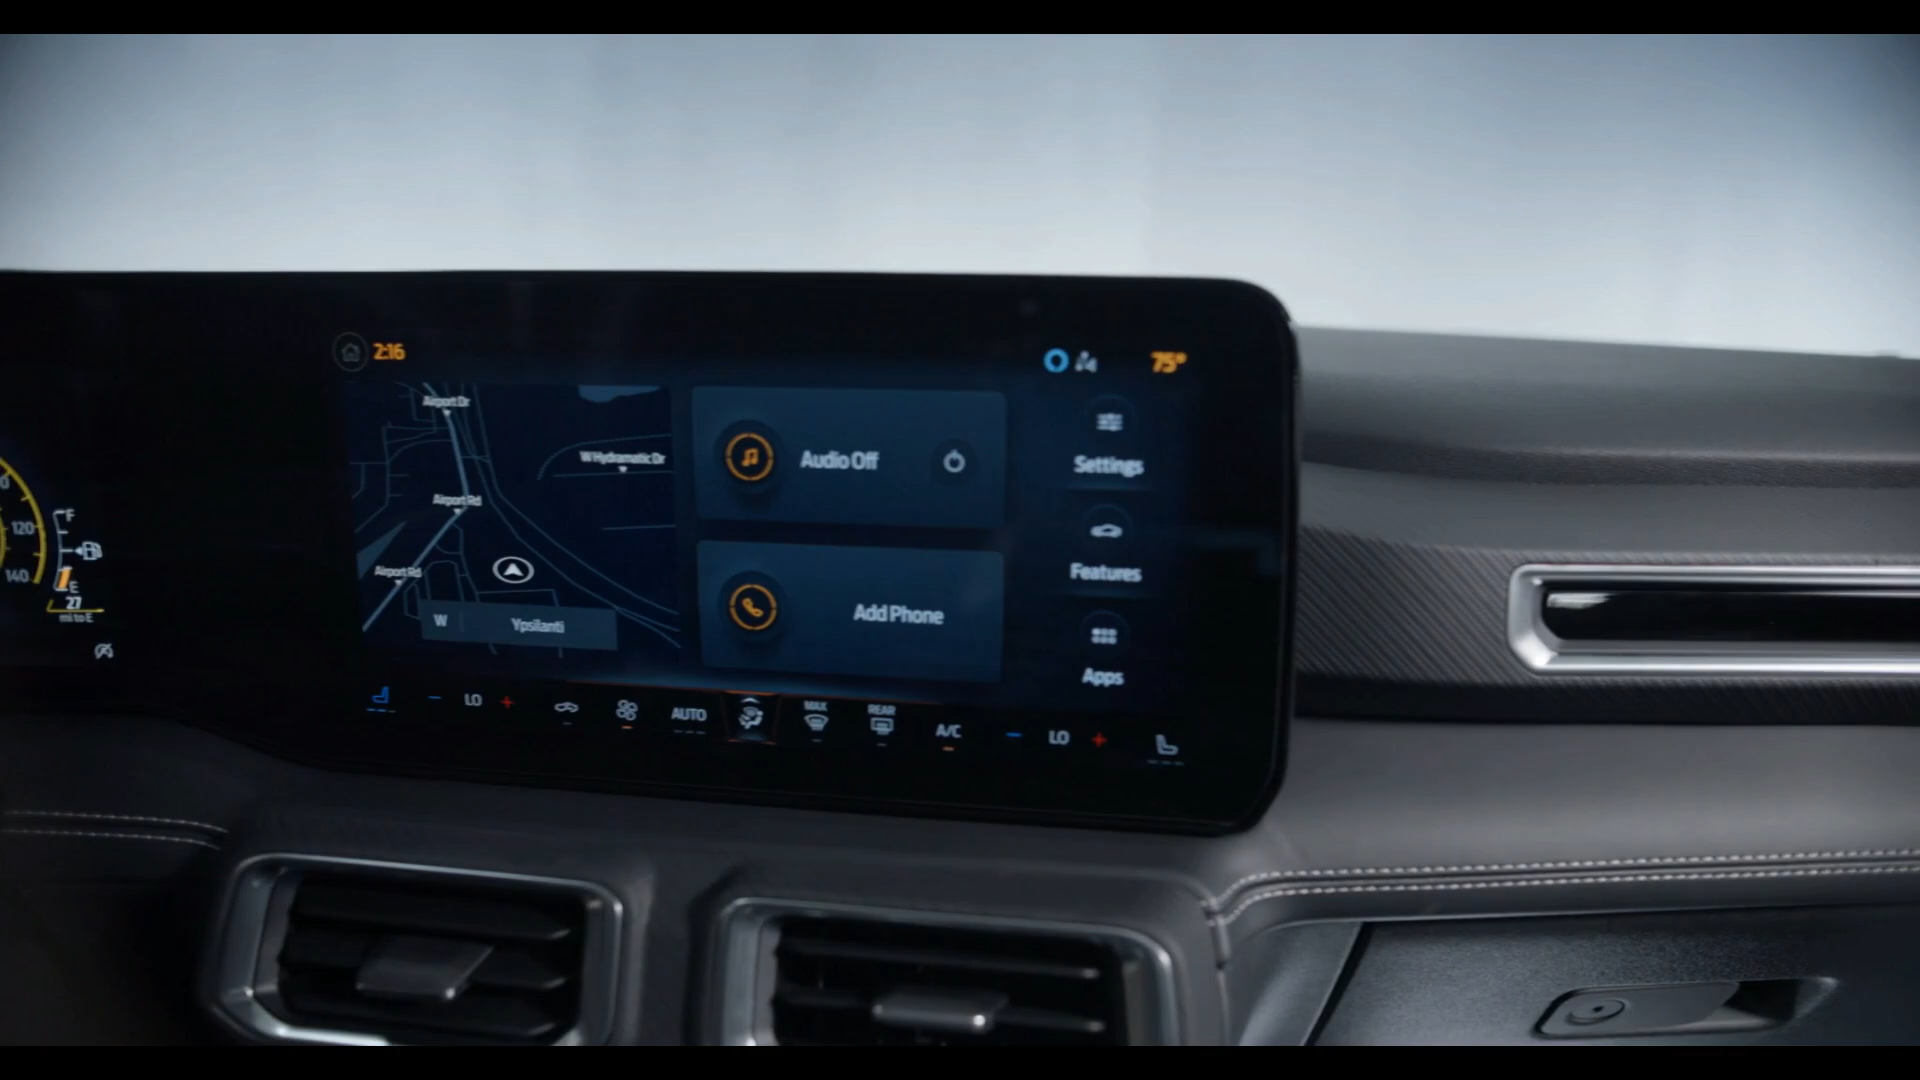 2:16
75°
Airport Dr
W Hydramatic Dr
Airport Rd
Airport Rd
W Ypsilanti
Audio Off
Add Phone
Settings
Features
Apps
120
140
F
E
27
mi to E
LO
AUTO
MAX
REAR
A/C
LO